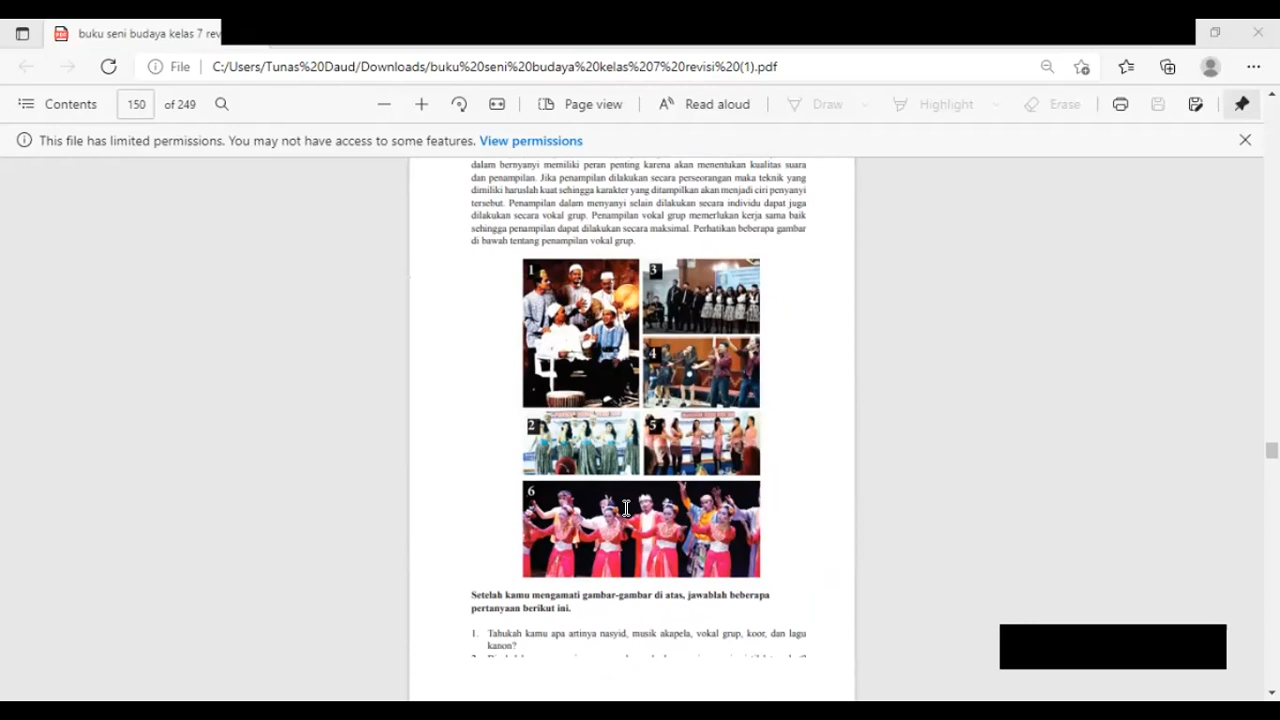 buku seni budaya kelas 7 rev
File
C:/Users/Tunas%20Daud/Downloads/buku%20seni%20budaya%20kelas%207%20revisi%20(1).pdf
Contents
150
of 249
Page view
Read aloud
Draw
Highlight
Erase
This file has limited permissions. You may not have access to some features. View permissions
dalam bernyanyi memiliki peran penting karena akan menentukan kualitas suara
dan penampilan. Jika penampilan dilakukan secara perseorangan maka teknik yang
dimiliki haruslah kuat sehingga karakter yang ditampilkan akan menjadi ciri penyanyi
tersebut. Penampilan dalam menyanyi selain dilakukan secara individu dapat juga
dilakukan secara vokal grup. Penampilan vokal grup memerlukan kerja sama baik
sehingga penampilan dapat dilakukan secara maksimal. Perhatikan beberapa gambar
di bawah tentang penampilan vokal grup.
1
3
4
2
5
6
Setelah kamu mengamati gambar-gambar di atas, jawablah beberapa
pertanyaan berikut ini.
1. Tahukah kamu apa artinya nasyid, musik akapela, vokal grup, koor, dan lagu
kanon?